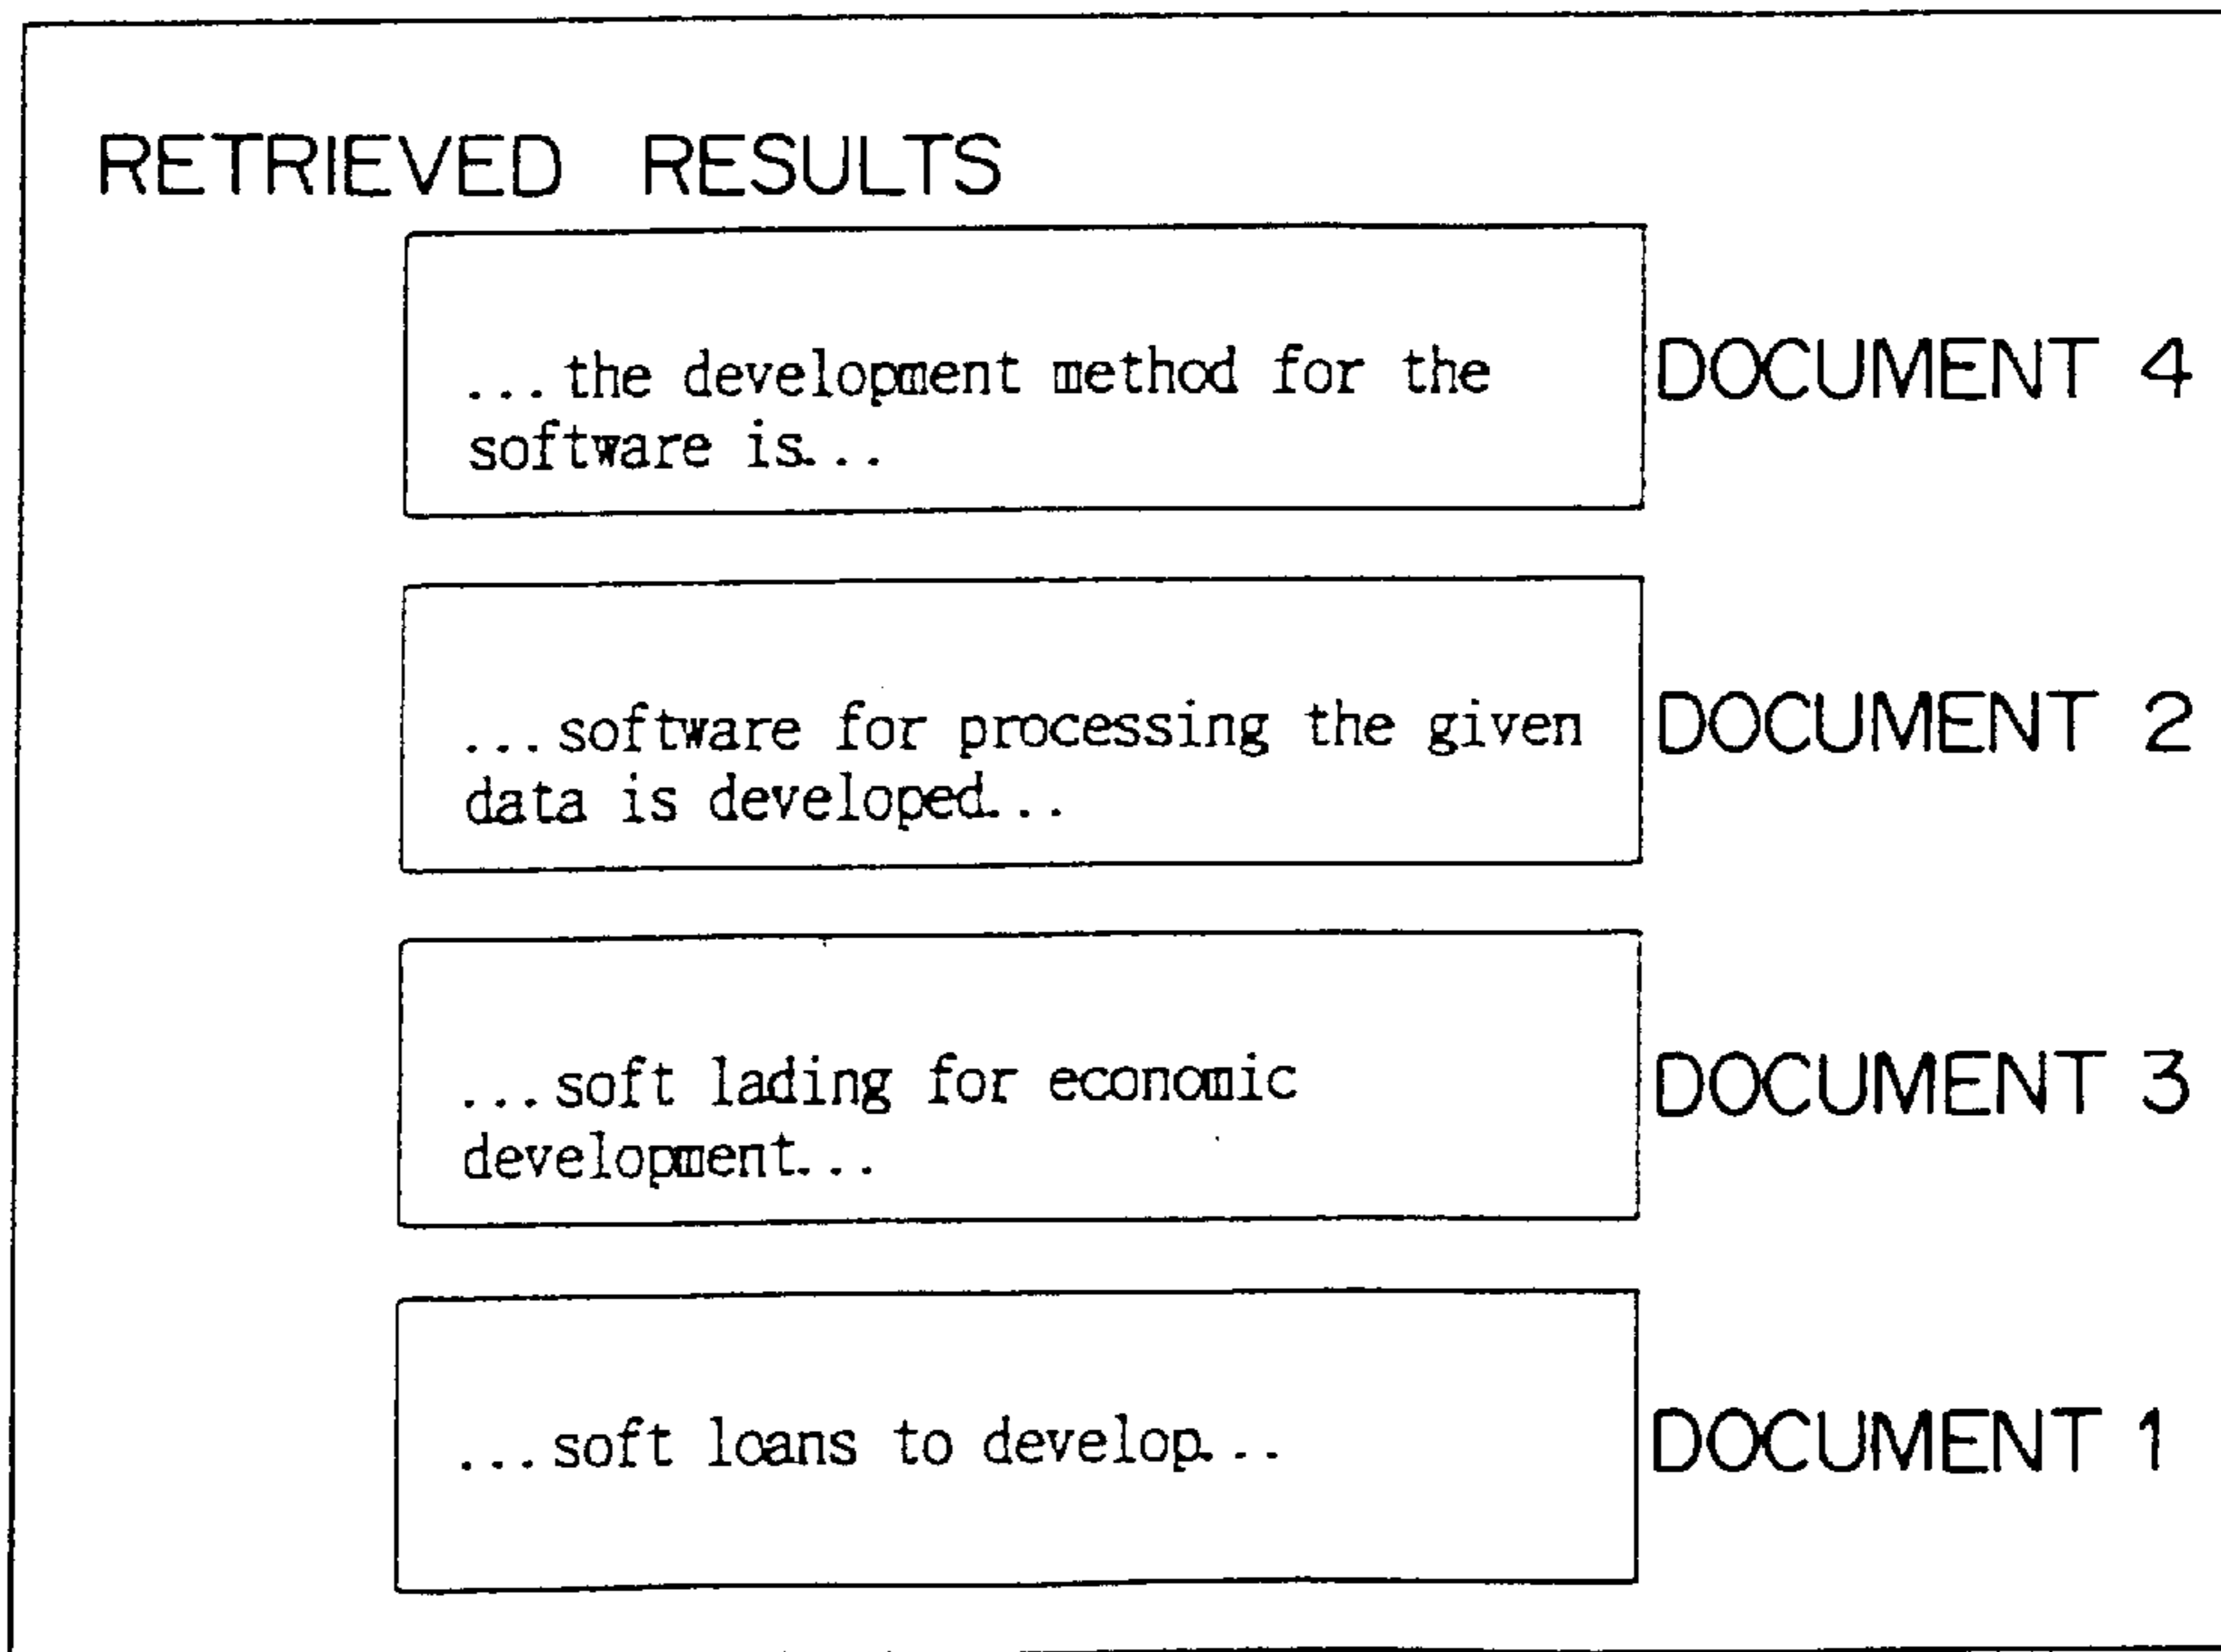 RETRIEVED RESULTS
...the development method for the
software is...
DOCUMENT 4
...software for processing the given
data is developed...
DOCUMENT 2
...soft lading for economic
development...
DOCUMENT 3
...soft loans to develop...
DOCUMENT 1